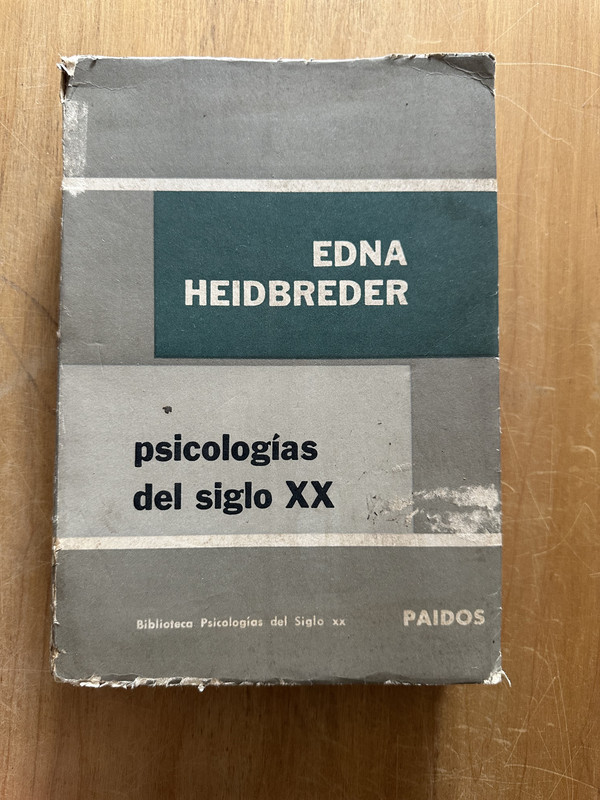 EDNA
HEIDBREDER
psicologías
del siglo XX
Biblioteca Psicologías del Siglo xx
PAIDOS